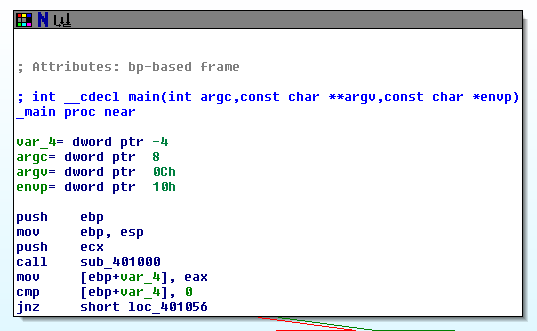 N
; Attributes: bp-based frame
; int __cdecl main(int argc,const char **argv,const char *envp)
_main proc near
var_4= dword ptr -4
argc= dword ptr  8
argv= dword ptr  0Ch
envp= dword ptr  10h
push    ebp
mov     ebp, esp
push    ecx
call    sub_401000
mov     [ebp+var_4], eax
cmp     [ebp+var_4], 0
jnz     short loc_401056